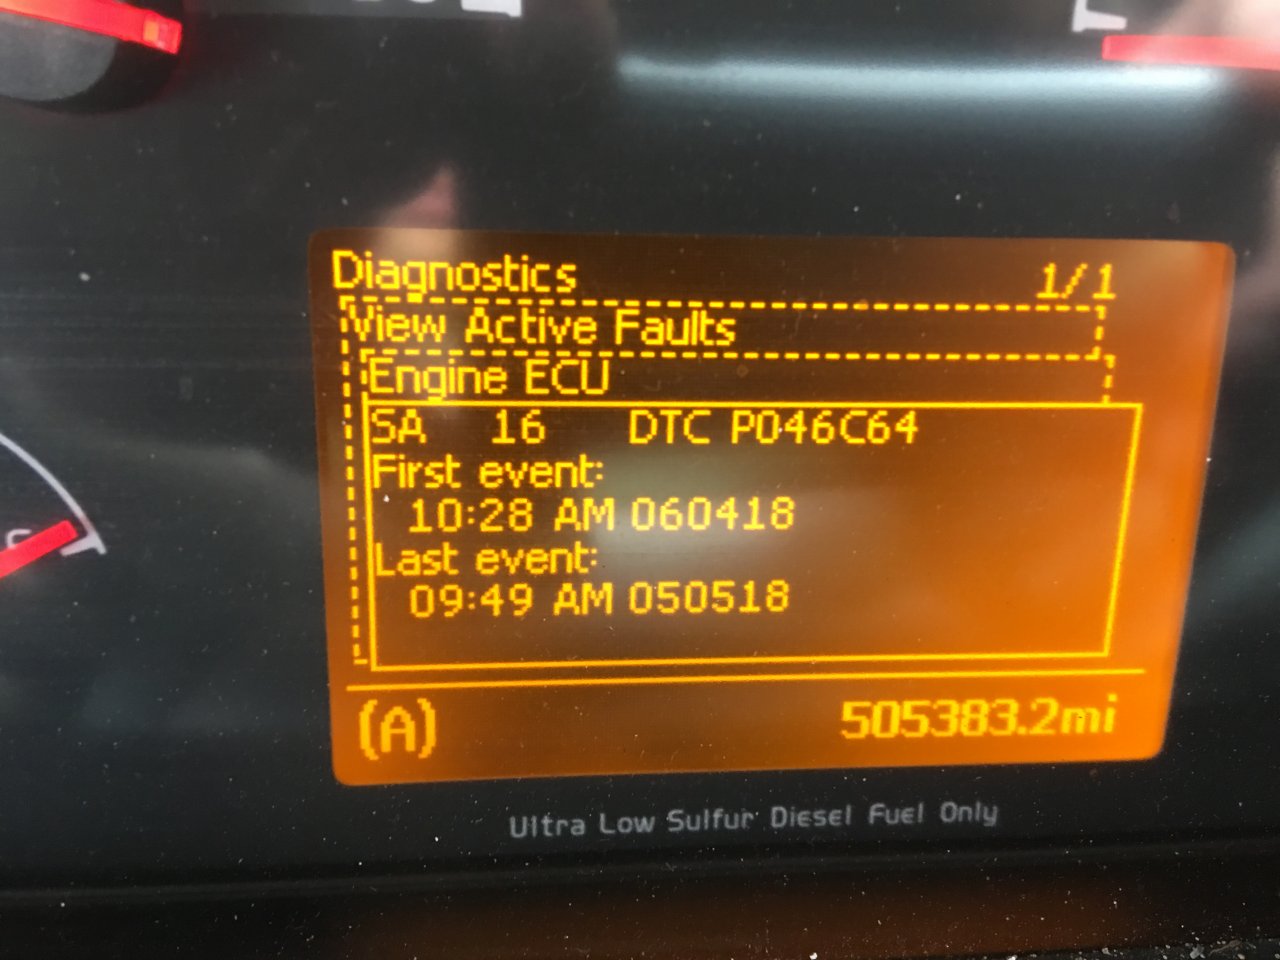 Diagnostics 1/1
View Active Faults
Engine ECU
SA 16 DTC P046C64
First event:
10:28 AM 060418
Last event:
09:49 AM 050518
(A) 505383.2mi
Ultra Low Sulfur Diesel Fuel Only